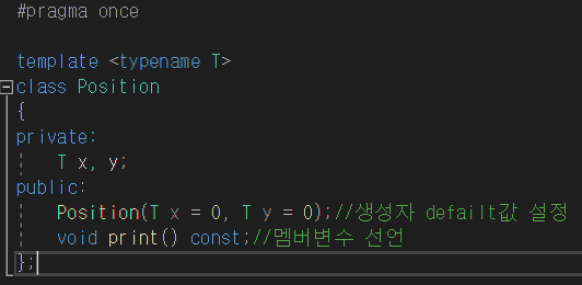 #pragma once
template <typename T>
class Position
{
private:
T x, y;
public:
Position(T x = 0, T y = 0);//생성자 defailt값 설정
void print() const;//멤버변수 선언
};